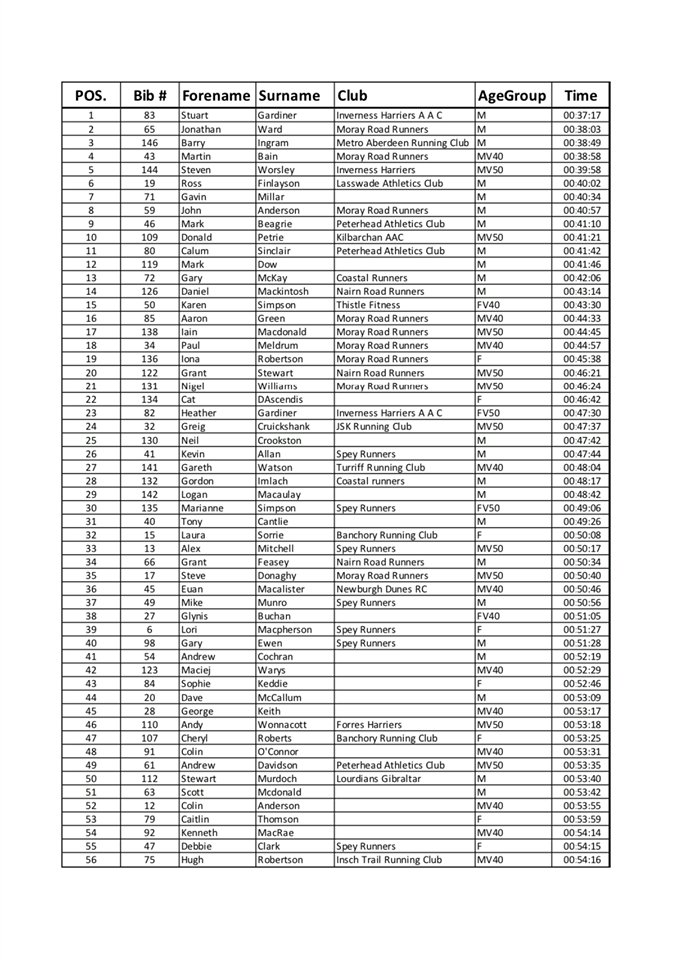 POS. Bib # Forename Surname Club AgeGroup Time
1 83 Stuart Gardiner Inverness Harriers A A C M 00:37:17
2 65 Jonathan Ward Moray Road Runners M 00:38:03
3 146 Barry Ingram Metro Aberdeen Running Club M 00:38:49
4 43 Martin Bain Moray Road Runners MV40 00:38:58
5 144 Steven Worsley Inverness Harriers MV50 00:39:58
6 19 Ross Finlayson Lasswade Athletics Club M 00:40:02
7 71 Gavin Millar M 00:40:34
8 59 John Anderson Moray Road Runners M 00:40:57
9 46 Mark Beagrie Peterhead Athletics Club M 00:41:10
10 109 Donald Petrie Kilbarchan AAC MV50 00:41:21
11 80 Calum Sinclair Peterhead Athletics Club M 00:41:42
12 119 Mark Dow M 00:41:46
13 72 Gary McKay Coastal Runners M 00:42:06
14 126 Daniel Mackintosh Nairn Road Runners M 00:43:14
15 50 Karen Simpson Thistle Fitness FV40 00:43:30
16 85 Aaron Green Moray Road Runners MV40 00:44:33
17 138 Iain Macdonald Moray Road Runners MV50 00:44:45
18 34 Paul Meldrum Moray Road Runners MV40 00:44:57
19 136 Iona Robertson Moray Road Runners F 00:45:38
20 122 Grant Stewart Nairn Road Runners MV50 00:46:21
21 131 Nigel Williams Moray Road Runners MV50 00:46:24
22 134 Cat DAscendis F 00:46:42
23 82 Heather Gardiner Inverness Harriers A A C FV50 00:47:30
24 32 Greig Cruickshank JSK Running Club MV50 00:47:37
25 130 Neil Crookston M 00:47:42
26 41 Kevin Allan Spey Runners M 00:47:44
27 141 Gareth Watson Turriff Running Club MV40 00:48:04
28 132 Gordon Imlach Coastal runners M 00:48:17
29 142 Logan Macaulay M 00:48:42
30 135 Marianne Simpson Spey Runners FV50 00:49:06
31 40 Tony Cantlie M 00:49:26
32 15 Laura Sorrie Banchory Running Club F 00:50:08
33 13 Alex Mitchell Spey Runners MV50 00:50:17
34 66 Grant Feasey Nairn Road Runners M 00:50:34
35 17 Steve Donaghy Moray Road Runners MV50 00:50:40
36 45 Euan Macalister Newburgh Dunes RC MV40 00:50:46
37 49 Mike Munro Spey Runners M 00:50:56
38 27 Glynis Buchan FV40 00:51:05
39 6 Lori Macpherson Spey Runners F 00:51:27
40 98 Gary Ewen Spey Runners M 00:51:28
41 54 Andrew Cochran M 00:52:19
42 123 Maciej Warys MV40 00:52:29
43 84 Sophie Keddie F 00:52:46
44 20 Dave McCallum M 00:53:09
45 28 George Keith MV40 00:53:17
46 110 Andy Wonnacott Forres Harriers MV50 00:53:18
47 107 Cheryl Roberts Banchory Running Club F 00:53:25
48 91 Colin O'Connor MV40 00:53:31
49 61 Andrew Davidson Peterhead Athletics Club MV50 00:53:35
50 112 Stewart Murdoch Lourdians Gibraltar M 00:53:40
51 63 Scott Mcdonald M 00:53:42
52 12 Colin Anderson MV40 00:53:55
53 79 Caitlin Thomson F 00:53:59
54 92 Kenneth MacRae MV40 00:54:14
55 47 Debbie Clark Spey Runners F 00:54:15
56 75 Hugh Robertson Insch Trail Running Club MV40 00:54:16